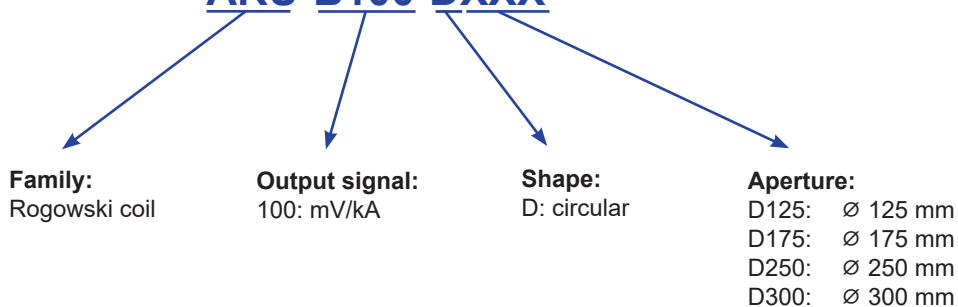 Family:
Rogowski coil
Output signal:
100: mV/kA
Shape:
D: circular
Aperture:
D125: ∅ 125 mm
D175: ∅ 175 mm
D250: ∅ 250 mm
D300: ∅ 300 mm